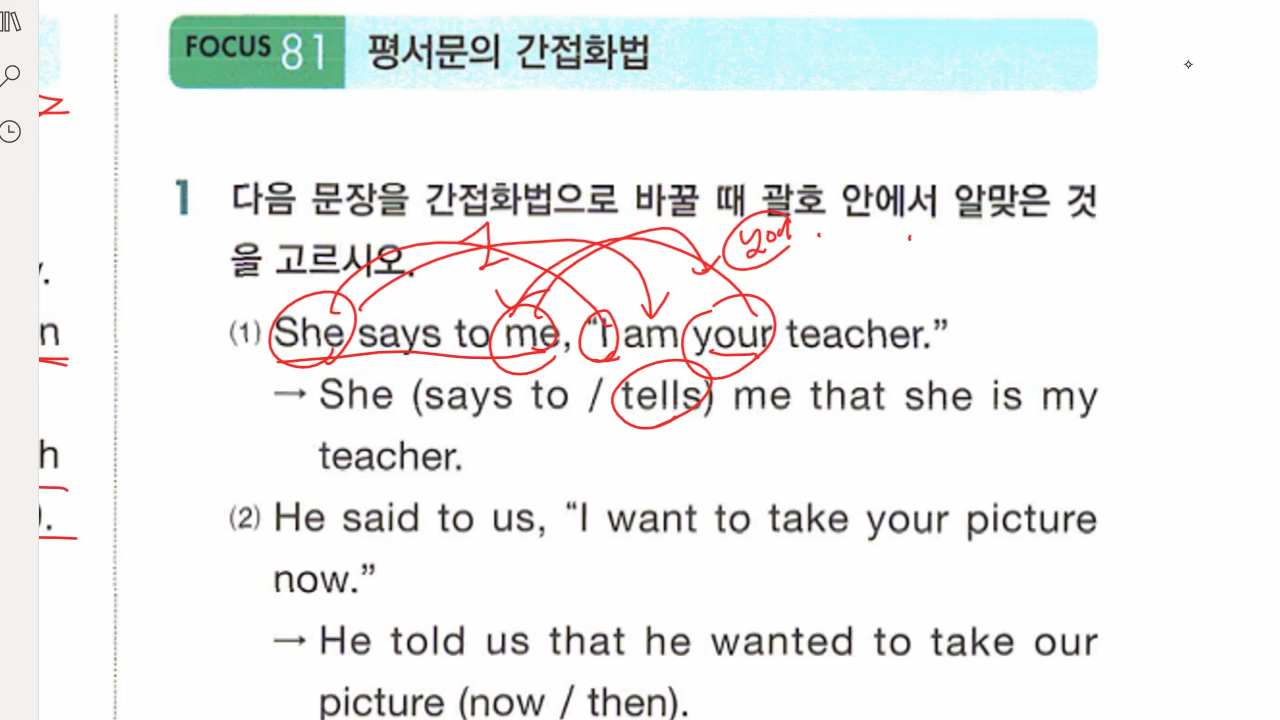 FOCUS 81 평서문의 간접화법
1 다음 문장을 간접화법으로 바꿀 때 괄호 안에서 알맞은 것
을 고르시오.
you
(1) She says to me, “I am your teacher.”
→ She (says to / tells) me that she is my
teacher.
(2) He said to us, “I want to take your picture
now.”
→ He told us that he wanted to take our
picture (now / then).
y.
n
h
).